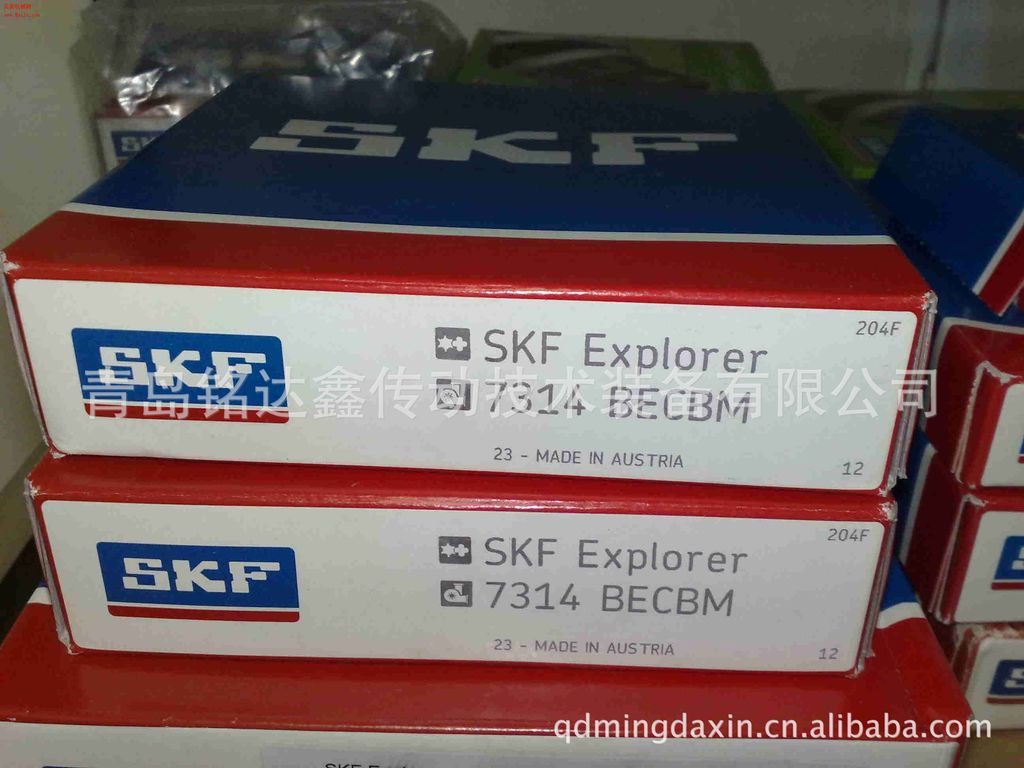 SKF
204F
SKF
SKF Explorer
7314 BECBM
青岛铭达鑫传动技术装备有限公司
23 - MADE IN AUSTRIA
12
204F
SKF
SKF Explorer
7314 BECBM
23 - MADE IN AUSTRIA
12
qdmingdaxin.cn.alibaba.com